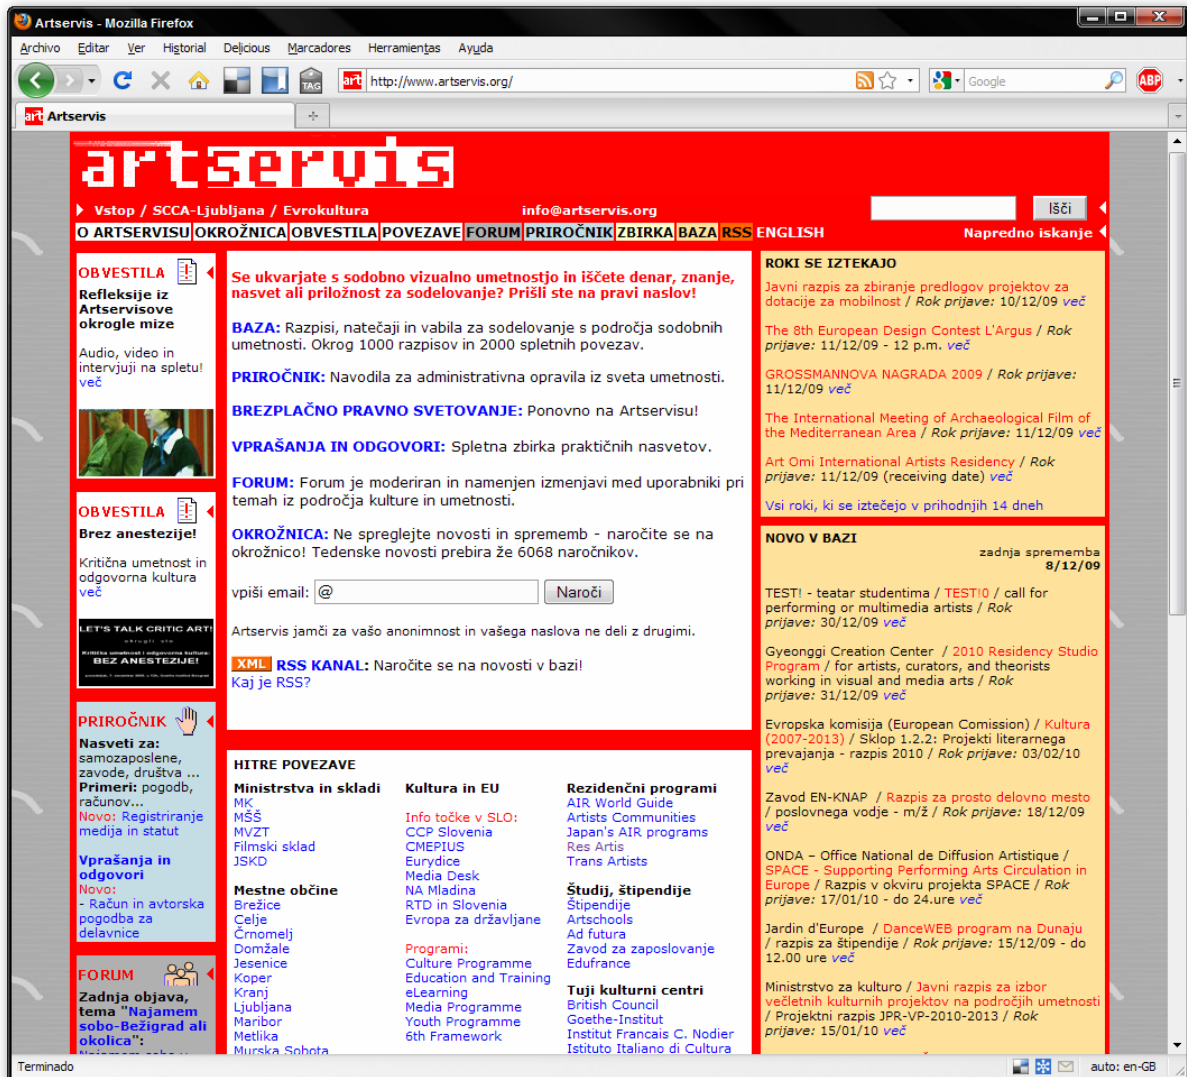 Artservis - Mozilla Firefox
Archivo Editar Ver Historial Delicious Marcadores Herramientas Ayuda
TAG
art
http://www.artservis.org/
Google
ABP
art Artservis
artservis
Vstop / SCCA-Ljubljana / Evrokultura
info@artservis.org
Išči
O ARTSERVISU OKROŽNICA OBVESTILA POVEZAVE FORUM PRIROČNIK ZBIRKA BAZA RSS ENGLISH
Napredno iskanje
OBVESTILA
Refleksije iz
Artservisove
okrogle mize
Audio, video in
intervjuji na spletu!
več
OBVESTILA
Brez anestezije!
Kritična umetnost in
odgovorna kultura
več
LET'S TALK CRITIC ART!
okrogli sto
Kritična umetnost i odgovorna kultura:
BEZ ANESTEZIJE!
PRIROČNIK
Nasveti za:
samozaposlene,
zavode, društva ...
Primeri: pogodb,
računov...
Novo: Registriranje
medija in statut
Vprašanja in
odgovori
Novo:
- Račun in avtorska
pogodba za
delavnice
FORUM
Zadnja objava,
tema "Najamem
sobo-Bežigrad ali
okolica":
Se ukvarjate s sodobno vizualno umetnostjo in iščete denar, znanje,
nasvet ali priložnost za sodelovanje? Prišli ste na pravi naslov!
BAZA: Razpisi, natečaji in vabila za sodelovanje s področja sodobnih
umetnosti. Okrog 1000 razpisov in 2000 spletnih povezav.
PRIROČNIK: Navodila za administrativna opravila iz sveta umetnosti.
BREZPLAČNO PRAVNO SVETOVANJE: Ponovno na Artservisu!
VPRAŠANJA IN ODGOVORI: Spletna zbirka praktičnih nasvetov.
FORUM: Forum je moderiran in namenjen izmenjavi med uporabniki pri
temah iz področja kulture in umetnosti.
OKROŽNICA: Ne spreglejte novosti in sprememb - naročite se na
okrožnico! Tedenske novosti prebira že 6068 naročnikov.
vpiši email: @ Naroči
Artservis jamči za vašo anonimnost in vašega naslova ne deli z drugimi.
XML RSS KANAL: Naročite se na novosti v bazi!
Kaj je RSS?
HITRE POVEZAVE
Ministrstva in skladi
MK
MŠŠ
MVZT
Filmski sklad
JSKD
Mestne občine
Brežice
Celje
Črnomelj
Domžale
Jesenice
Koper
Kranj
Ljubljana
Maribor
Metlika
Murska Sobota
Kultura in EU
Info točke v SLO:
CCP Slovenia
CMEPIUS
Eurydice
Media Desk
NA Mladina
RTD in Slovenia
Evropa za državljane
Programi:
Culture Programme
Education and Training
eLearning
Media Programme
Youth Programme
6th Framework
Rezidenčni programi
AIR World Guide
Artists Communities
Japan's AIR programs
Res Artis
Trans Artists
Študij, štipendije
Štipendije
Artschools
Ad futura
Zavod za zaposlovanje
Edufrance
Tuji kulturni centri
British Council
Goethe-Institut
Institut Francais C. Nodier
Istituto Italiano di Cultura
ROKI SE IZTEKAJO
Javni razpis za zbiranje predlogov projektov za
dotacije za mobilnost / Rok prijave: 10/12/09 več
The 8th European Design Contest L'Argus / Rok
prijave: 11/12/09 - 12 p.m. več
GROSSMANNOVA NAGRADA 2009 / Rok prijave:
11/12/09 več
The International Meeting of Archaeological Film of
the Mediterranean Area / Rok prijave: 11/12/09 več
Art Omi International Artists Residency / Rok
prijave: 11/12/09 (receiving date) več
Vsi roki, ki se iztečejo v prihodnjih 14 dneh
NOVO V BAZI
zadnja sprememba
8/12/09
TEST! - teatar studentima / TEST!0 / call for
performing or multimedia artists / Rok
prijave: 30/12/09 več
Gyeonggi Creation Center / 2010 Residency Studio
Program / for artists, curators, and theorists
working in visual and media arts / Rok
prijave: 31/12/09 več
Evropska komisija (European Comission) / Kultura
(2007-2013) / Sklop 1.2.2: Projekti literarnega
prevajanja - razpis 2010 / Rok prijave: 03/02/10
več
Zavod EN-KNAP / Razpis za prosto delovno mesto
/ poslovnega vodje - m/ž / Rok prijave: 18/12/09
več
ONDA – Office National de Diffusion Artistique /
SPACE - Supporting Performing Arts Circulation in
Europe / Razpis v okviru projekta SPACE / Rok
prijave: 17/01/10 - do 24.ure več
Jardin d'Europe / DanceWEB program na Dunaju
/ razpis za štipendije / Rok prijave: 15/12/09 - do
12.00 ure več
Ministrstvo za kulturo / Javni razpis za izbor
večletnih kulturnih projektov na področjih umetnosti
/ Projektni razpis JPR-VP-2010-2013 / Rok
prijave: 15/01/10 več
Terminado
auto: en-GB